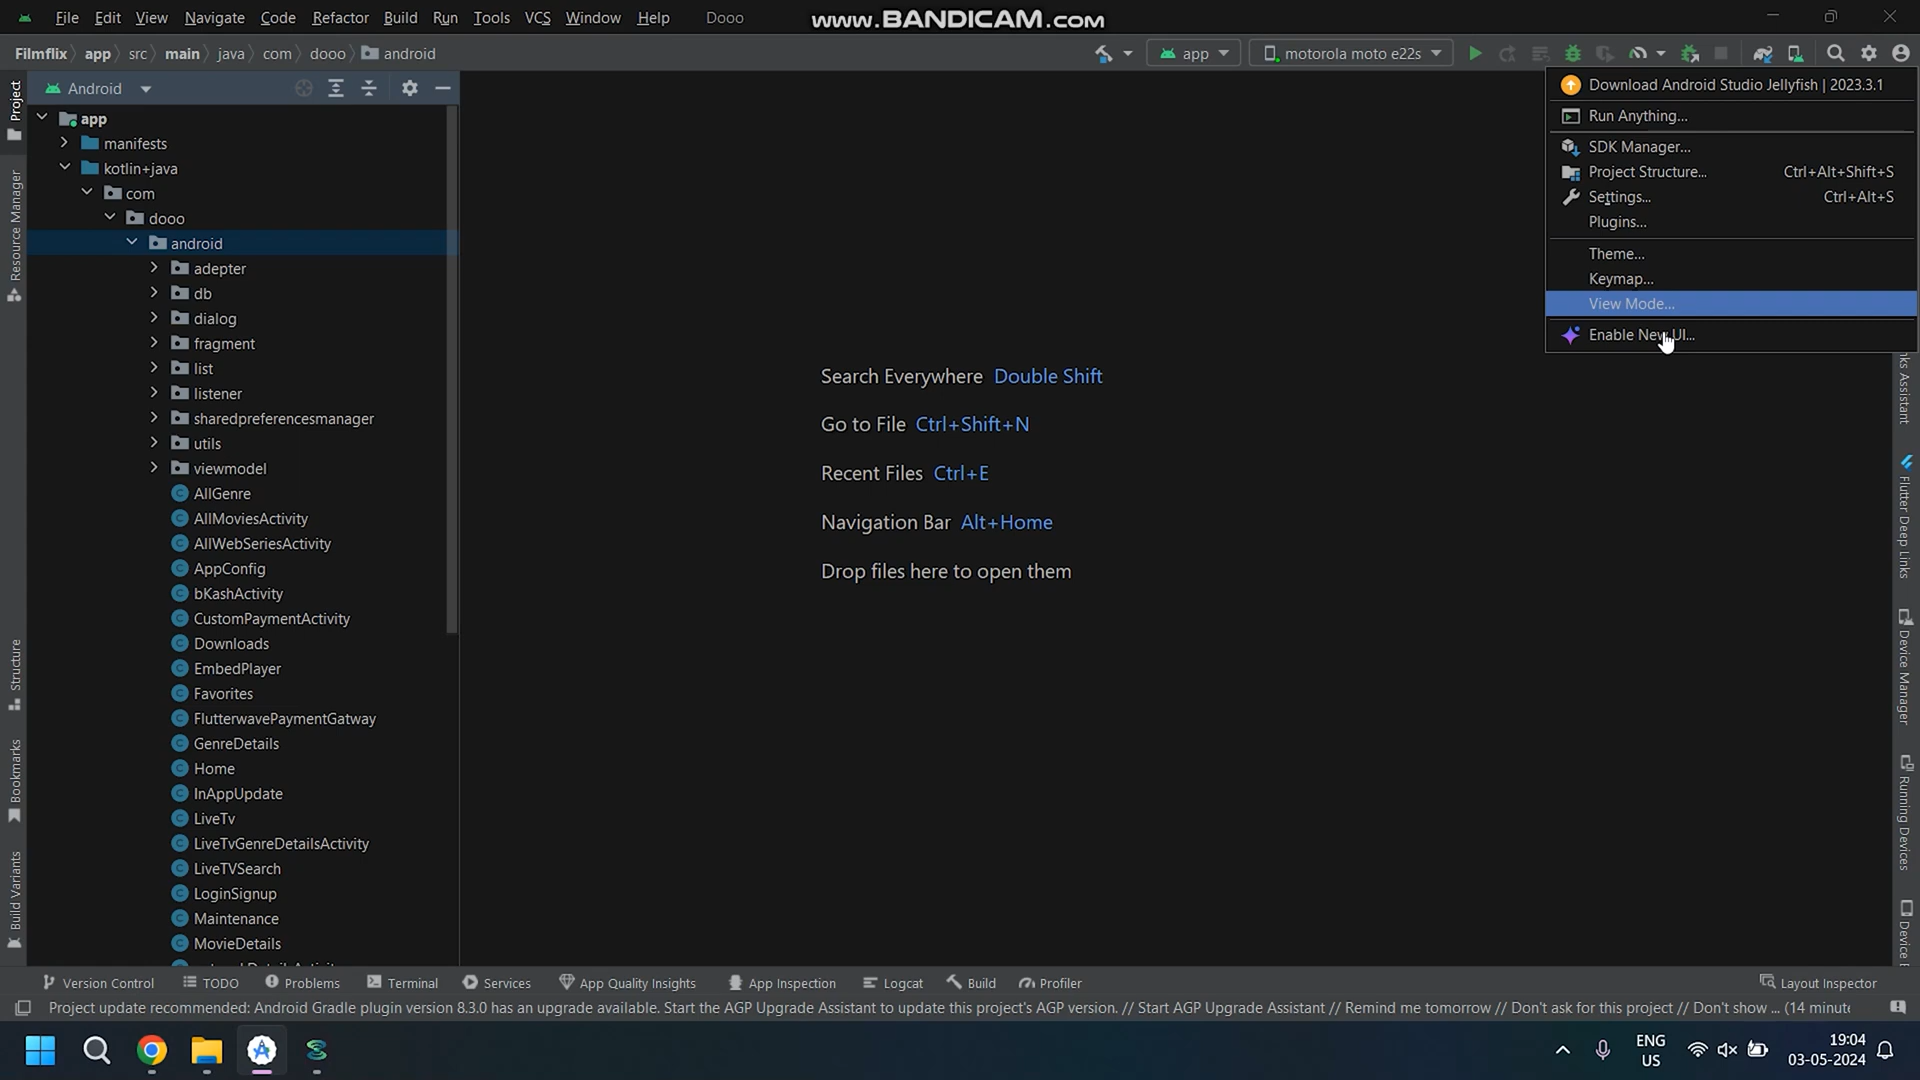 File Edit View Navigate Code Refactor Build Run Tools VCS Window Help Dooo
www.BANDICAM.com
Filmflix app src main java com dooo android
app
motorola moto e22s
Android
Project
Resource Manager
Structure
Bookmarks
Build Variants
app
manifests
kotlin+java
com
dooo
android
adepter
db
dialog
fragment
list
listener
sharedpreferencesmanager
utils
viewmodel
AllGenre
AllMoviesActivity
AllWebSeriesActivity
AppConfig
bKashActivity
CustomPaymentActivity
Downloads
EmbedPlayer
Favorites
FlutterwavePaymentGatway
GenreDetails
Home
InAppUpdate
LiveTv
LiveTvGenreDetailsActivity
LiveTVSearch
LoginSignup
Maintenance
MovieDetails
Search Everywhere Double Shift
Go to File Ctrl+Shift+N
Recent Files Ctrl+E
Navigation Bar Alt+Home
Drop files here to open them
Download Android Studio Jellyfish | 2023.3.1
Run Anything...
SDK Manager...
Project Structure... Ctrl+Alt+Shift+S
Settings... Ctrl+Alt+S
Plugins...
Theme...
Keymap...
View Mode...
Enable New UI...
Assistant
Flutter Deep Links
Device Manager
Running Devices
Version Control TODO Problems Terminal Services App Quality Insights App Inspection Logcat Build Profiler Layout Inspector
Project update recommended: Android Gradle plugin version 8.3.0 has an upgrade available. Start the AGP Upgrade Assistant to update this project's AGP version. // Start AGP Upgrade Assistant // Remind me tomorrow // Don't ask for this project // Don't show ... (14 minute
ENG
US
19:04
03-05-2024